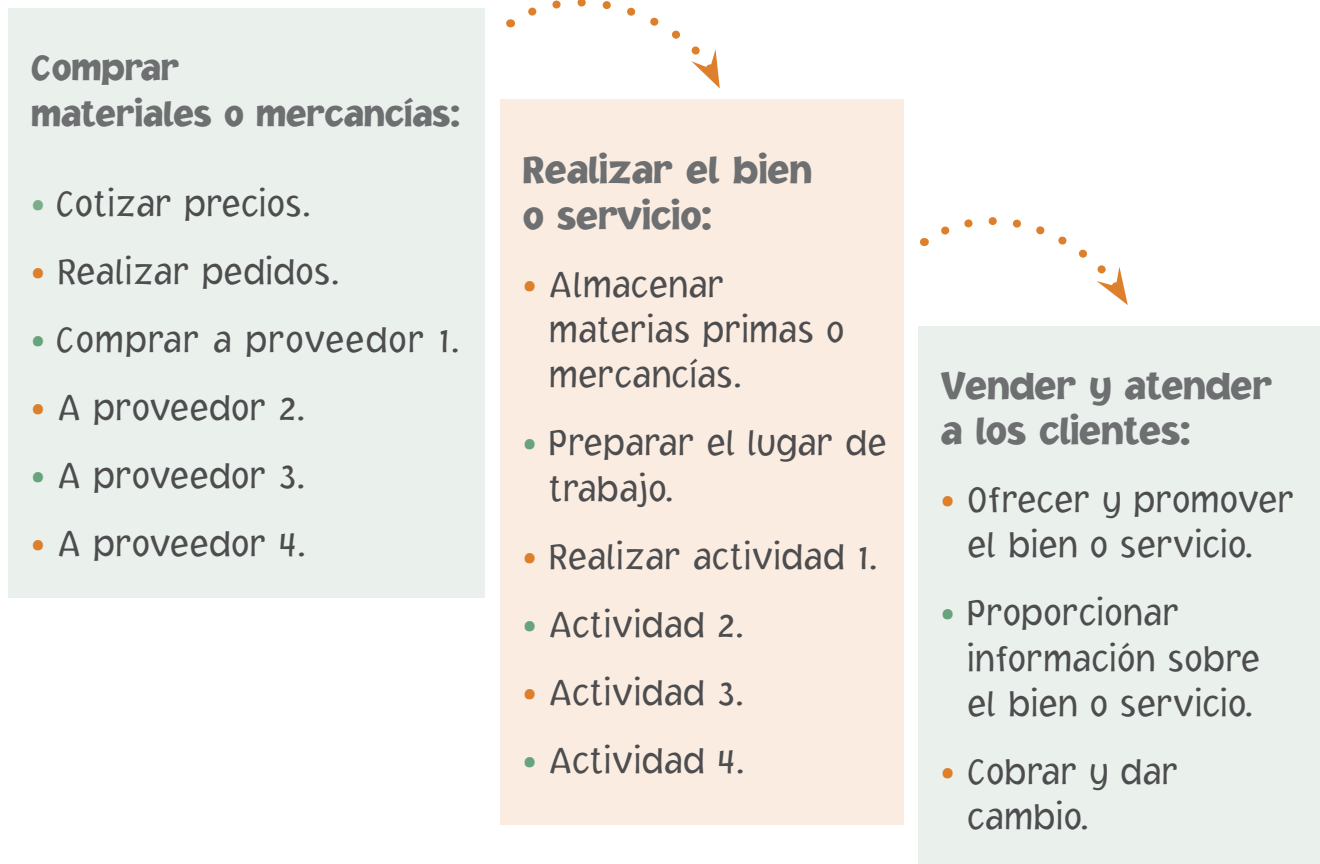 Comprar
materiales o mercancías:
• Cotizar precios.
• Realizar pedidos.
• Comprar a proveedor 1.
• A proveedor 2.
• A proveedor 3.
• A proveedor 4.
Realizar el bien
o servicio:
• Almacenar
materias primas o
mercancías.
• Preparar el lugar de
trabajo.
• Realizar actividad 1.
• Actividad 2.
• Actividad 3.
• Actividad 4.
Vender y atender
a los clientes:
• Ofrecer y promover
el bien o servicio.
• Proporcionar
información sobre
el bien o servicio.
• Cobrar y dar
cambio.